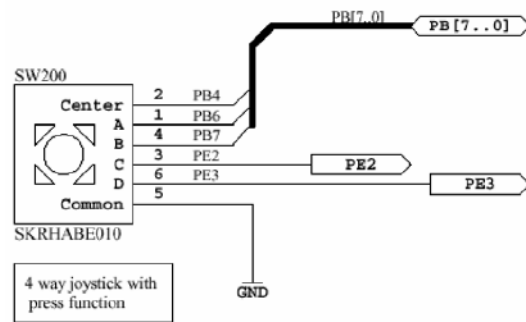 PB[7..0]
PB[7..0]
SW200
Center 2 PB4
A 1 PB6
B 4 PB7
C 3 PE2 PE2
D 6 PE3 PE3
Common 5
SKRHABE010
GND
4 way joystick with
press function